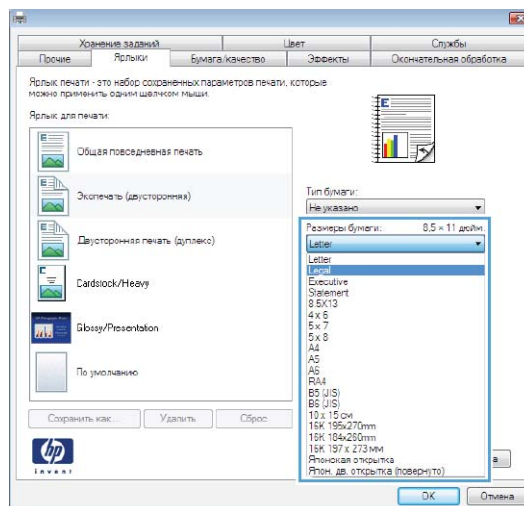 Хранение заданий
Цвет
Службы
Прочие
Ярлыки
Бумага/качество
Эффекты
Окончательная обработка
Ярлык печати - это набор сохраненных параметров печати, которые
можно применить одним щелчком мыши.
Ярлык для печати:
Общая повседневная печать
Экопечать (двусторонняя)
Двусторонняя печать (дуплекс)
Cardstock/Heavy
Glossy/Presentation
По умолчанию
Сохранить как...
Удалить
Сброс
hp
invent
Тип бумаги:
Не указано
Размеры бумаги:
8,5 × 11 дюйм.
Letter
Letter
Legal
Executive
Statement
8.5X13
4 x 6
5 x 7
5 x 8
A4
A5
A6
RA4
B5 (JIS)
B6 (JIS)
10 x 15 см
16K 195x270mm
16K 184x260mm
16K 197 x 273 мм
Японская открытка
Япон. дв. открытка (повернуто)
а
OK
Отмена